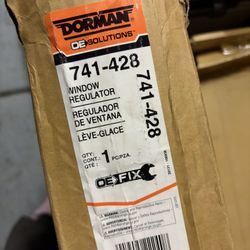 DORMAN
OE SOLUTIONS
741-428
WINDOW
REGULATOR
REGULADOR
DE VENTANA
LÈVE-GLACE
QTY:
CONT.: 1 PC/PZA.
QTÉ :
OE FIX
741-428